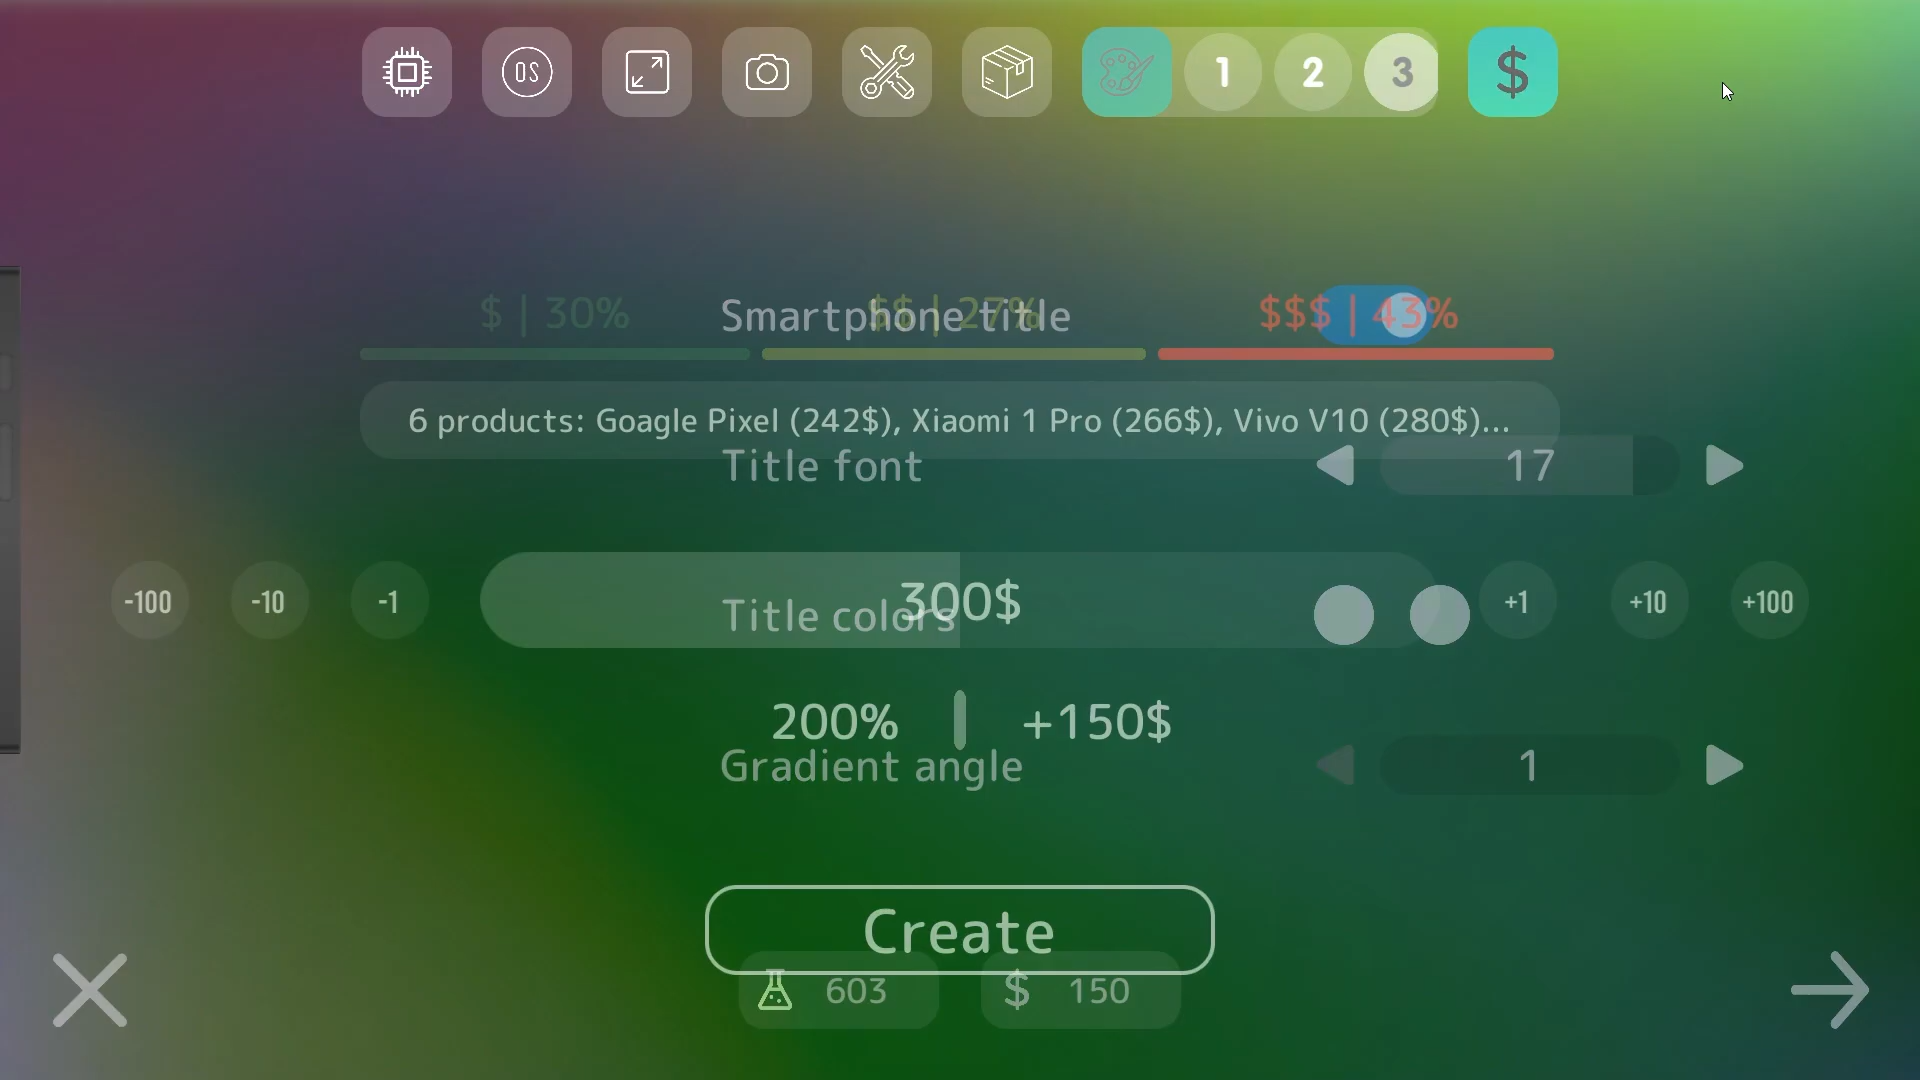 OS
1
2
3
$
$ | 30%
$$ | 27%
$$$ | 43%
Smartphone title
6 products: Goagle Pixel (242$), Xiaomi 1 Pro (266$), Vivo V10 (280$)...
Title font
17
-100
-10
-1
300$
+1
+10
+100
Title colors
200%
+150$
Gradient angle
1
Create
603
$ 150